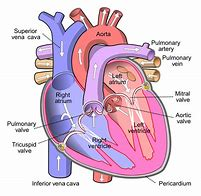 Superior
vena cava
Aorta
Pulmonary
artery
Pulmonary
vein
Right
atrium
Left
atrium
Mitral
valve
Aortic
valve
Pulmonary
valve
Tricuspid
valve
Right
ventricle
Left
ventricle
Inferior vena cava
Pericardium